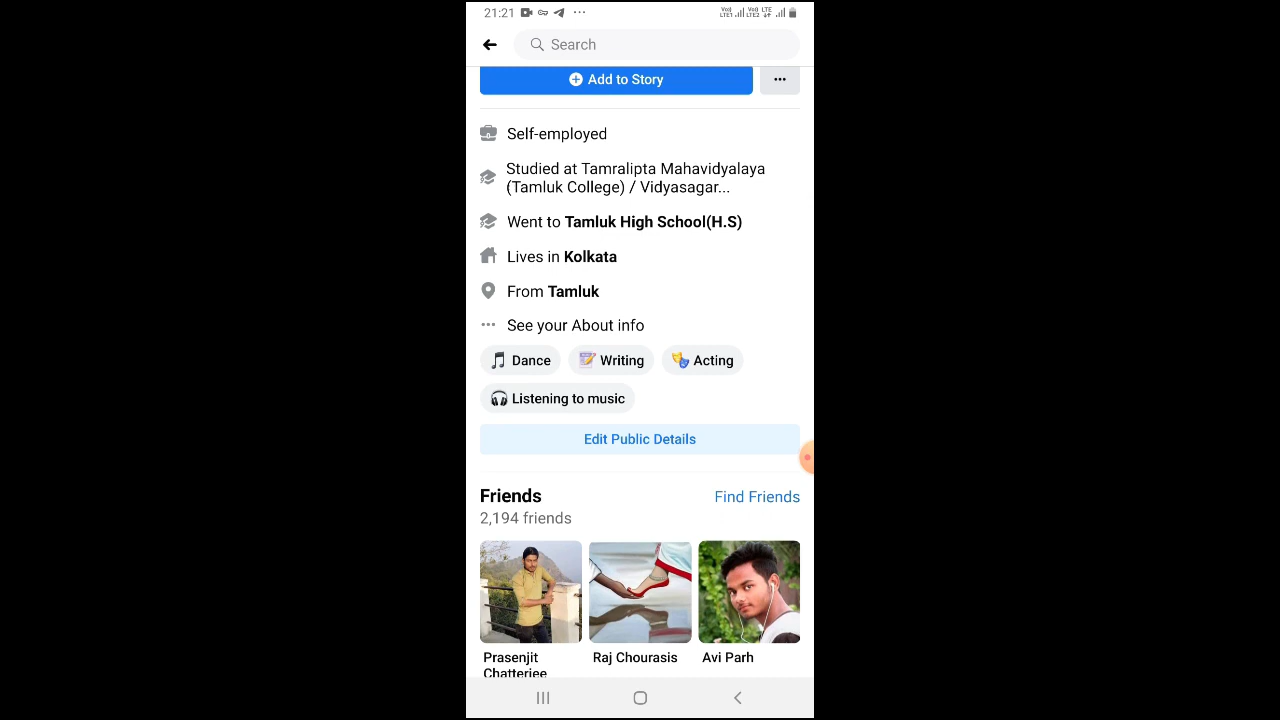 21:21
Search
Add to Story
Self-employed
Studied at Tamralipta Mahavidyalaya
(Tamluk College) / Vidyasagar...
Went to Tamluk High School(H.S)
Lives in Kolkata
From Tamluk
See your About info
Dance Writing Acting
Listening to music
Edit Public Details
Friends Find Friends
2,194 friends
Prasenjit Raj Chourasis Avi Parh
Chatterjee